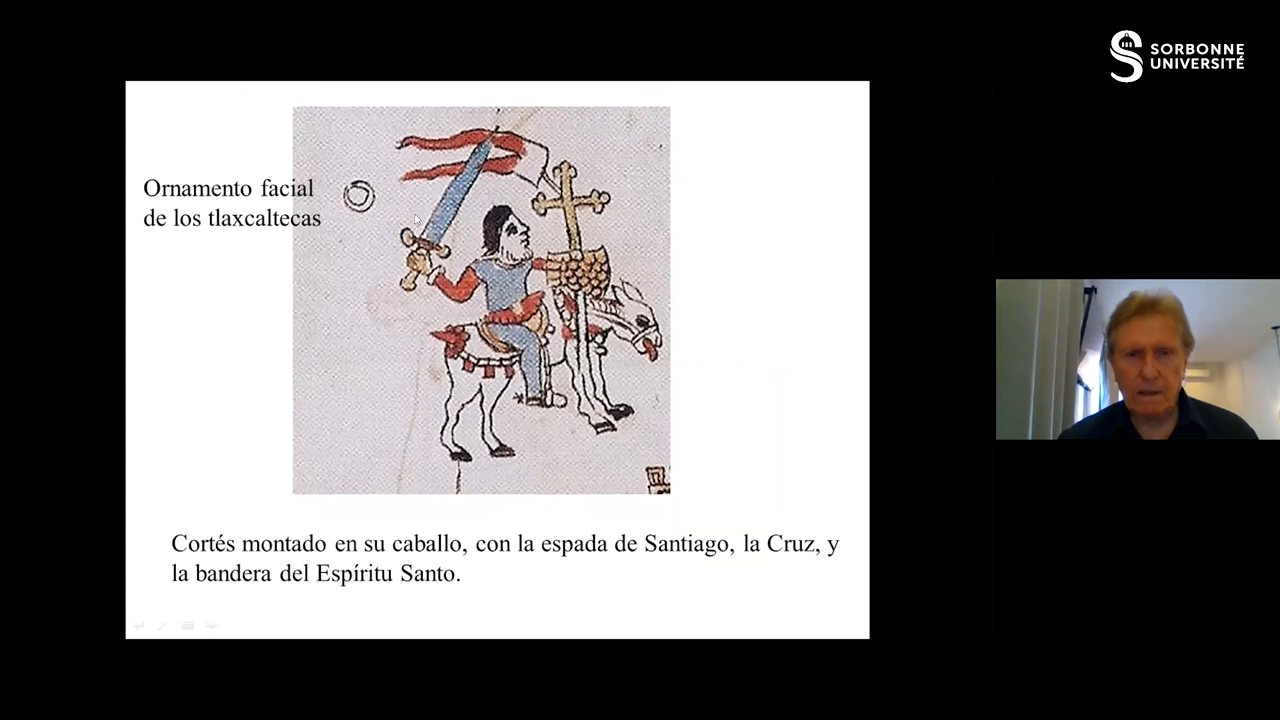 SORBONNE
UNIVERSITÉ
Ornamento facial
de los tlaxcaltecas
Cortés montado en su caballo, con la espada de Santiago, la Cruz, y
la bandera del Espíritu Santo.